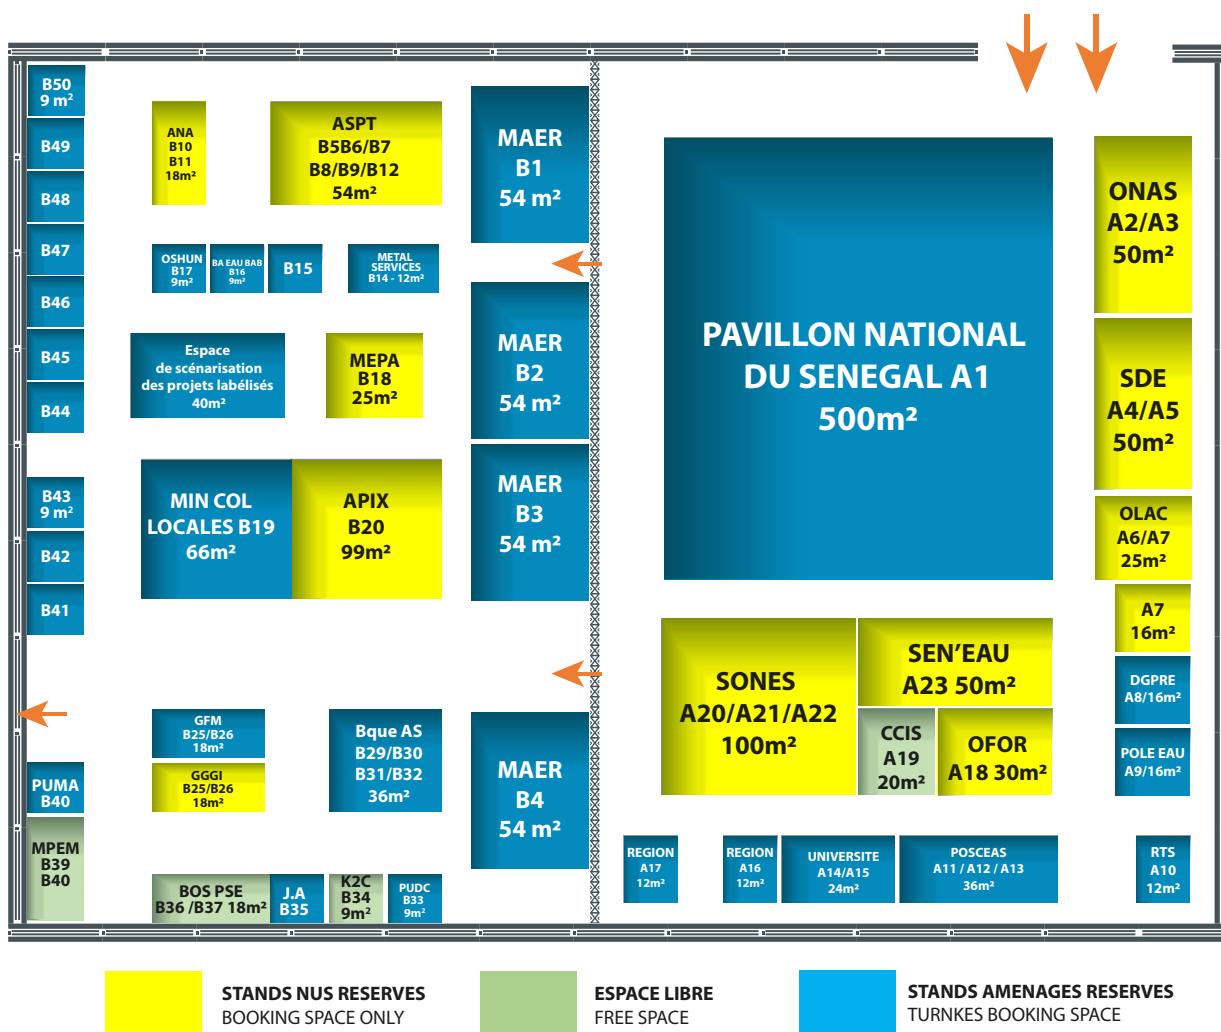 B50
9 m²
B49
B48
B47
B46
B45
B44
B43
9 m²
B42
B41
PUMA
B40
MPEM
B39
B40
ANA
B10
B11
18m²
ASPT
B5B6/B7
B8/B9/B12
54m²
OSHUN
B17
9m²
BA EAU BAB
B16
9m²
B15
METAL
SERVICES
B14 - 12m²
Espace
de scénarisation
des projets labélisés
40m²
MEPA
B18
25m²
MIN COL
LOCALES B19
66m²
APIX
B20
99m²
GFM
B25/B26
18m²
GGGI
B25/B26
18m²
Bque AS
B29/B30
B31/B32
36m²
BOS PSE
B36 /B37 18m²
J.A
B35
K2C
B34
9m²
PUDC
B33
9m²
MAER
B1
54 m²
MAER
B2
54 m²
MAER
B3
54 m²
MAER
B4
54 m²
PAVILLON NATIONAL
DU SENEGAL A1
500m²
ONAS
A2/A3
50m²
SDE
A4/A5
50m²
OLAC
A6/A7
25m²
A7
16m²
DGPRE
A8/16m²
POLE EAU
A9/16m²
SONES
A20/A21/A22
100m²
SEN’EAU
A23 50m²
CCIS
A19
20m²
OFOR
A18 30m²
REGION
A17
12m²
REGION
A16
12m²
UNIVERSITE
A14/A15
24m²
POSCEAS
A11 / A12 / A13
36m²
RTS
A10
12m²
STANDS NUS RESERVES
BOOKING SPACE ONLY
ESPACE LIBRE
FREE SPACE
STANDS AMENAGES RESERVES
TURNKES BOOKING SPACE